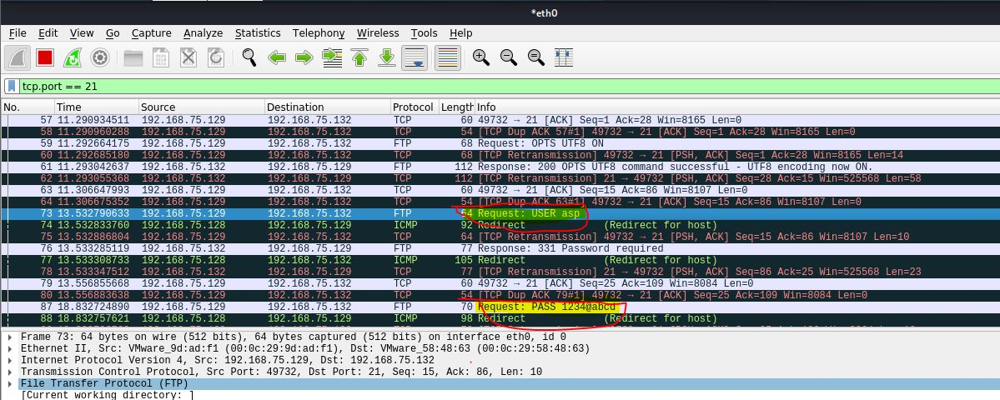 *eth0
File Edit View Go Capture Analyze Statistics Telephony Wireless Tools Help
tcp.port == 21
No. Time Source Destination Protocol Length Info
57 11.290934511 192.168.75.129 192.168.75.132 TCP 60 49732 → 21 [ACK] Seq=1 Ack=28 Win=8165 Len=0
58 11.290960288 192.168.75.129 192.168.75.132 TCP 54 [TCP Dup ACK 57#1] 49732 → 21 [ACK] Seq=1 Ack=28 Win=8165 Len=0
59 11.292664175 192.168.75.129 192.168.75.132 FTP 68 Request: OPTS UTF8 ON
60 11.292685180 192.168.75.129 192.168.75.132 TCP 68 [TCP Retransmission] 49732 → 21 [PSH, ACK] Seq=1 Ack=28 Win=8165 Len=14
61 11.293042637 192.168.75.132 192.168.75.129 FTP 112 Response: 200 OPTS UTF8 command successful - UTF8 encoding now ON.
62 11.293055368 192.168.75.132 192.168.75.129 TCP 112 [TCP Retransmission] 21 → 49732 [PSH, ACK] Seq=28 Ack=15 Win=525568 Len=58
63 11.306647993 192.168.75.129 192.168.75.132 TCP 60 49732 → 21 [ACK] Seq=15 Ack=86 Win=8107 Len=0
64 11.306675352 192.168.75.129 192.168.75.132 TCP 54 [TCP Dup ACK 63#1] 49732 → 21 [ACK] Seq=15 Ack=86 Win=8107 Len=0
73 13.532790633 192.168.75.129 192.168.75.132 FTP 64 Request: USER asp
74 13.532833760 192.168.75.128 192.168.75.129 ICMP 92 Redirect (Redirect for host)
75 13.532886804 192.168.75.129 192.168.75.132 TCP 64 [TCP Retransmission] 49732 → 21 [PSH, ACK] Seq=15 Ack=86 Win=8107 Len=10
76 13.533285119 192.168.75.132 192.168.75.129 FTP 77 Response: 331 Password required
77 13.533308733 192.168.75.128 192.168.75.132 ICMP 105 Redirect (Redirect for host)
78 13.533347512 192.168.75.132 192.168.75.129 TCP 77 [TCP Retransmission] 21 → 49732 [PSH, ACK] Seq=86 Ack=25 Win=525568 Len=23
79 13.556855668 192.168.75.129 192.168.75.132 TCP 60 49732 → 21 [ACK] Seq=25 Ack=109 Win=8084 Len=0
80 13.556883638 192.168.75.129 192.168.75.132 TCP 54 [TCP Dup ACK 79#1] 49732 → 21 [ACK] Seq=25 Ack=109 Win=8084 Len=0
87 18.832724890 192.168.75.129 192.168.75.132 FTP 70 Request: PASS 1234@abcd
88 18.832757621 192.168.75.128 192.168.75.129 ICMP 98 Redirect (Redirect for host)
Frame 73: 64 bytes on wire (512 bits), 64 bytes captured (512 bits) on interface eth0, id 0
Ethernet II, Src: VMware_9d:ad:f1 (00:0c:29:9d:ad:f1), Dst: VMware_58:48:63 (00:0c:29:58:48:63)
Internet Protocol Version 4, Src: 192.168.75.129, Dst: 192.168.75.132
Transmission Control Protocol, Src Port: 49732, Dst Port: 21, Seq: 15, Ack: 86, Len: 10
File Transfer Protocol (FTP)
[Current working directory: ]